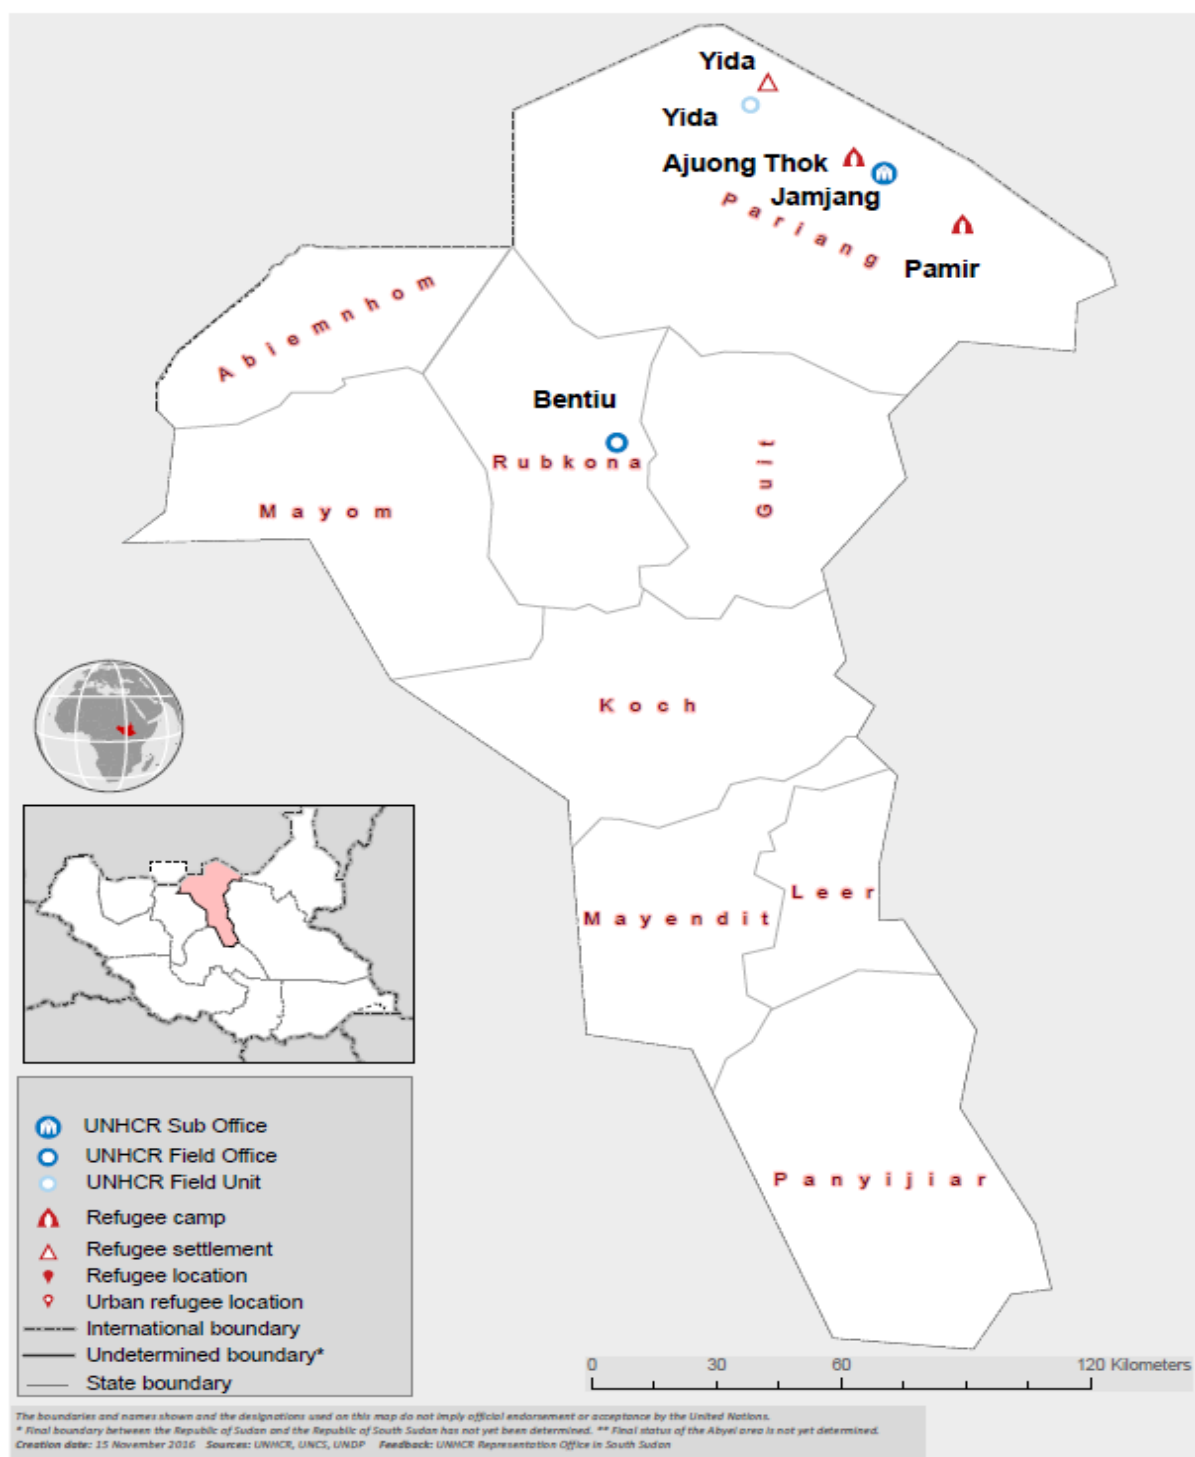 Yida
Yida
Ajuong Thok
Jamjang
Pariang
Pamir
Abiemnhom
Bentiu
Rubkona
Guit
Mayom
Koch
Leer
Mayendit
Panyijiar
UNHCR Sub Office
UNHCR Field Office
UNHCR Field Unit
Refugee camp
Refugee settlement
Refugee location
Urban refugee location
International boundary
Undetermined boundary*
State boundary
0 30 60 120 Kilometers
The boundaries and names shown and the designations used on this map do not imply official endorsement or acceptance by the United Nations.
* Final boundary between the Republic of Sudan and the Republic of South Sudan has not yet been determined. ** Final status of the Abyei area is not yet determined.
Creation date: 15 November 2016 Sources: UNHCR, UNCS, UNDP Feedback: UNHCR Representation Office in South Sudan